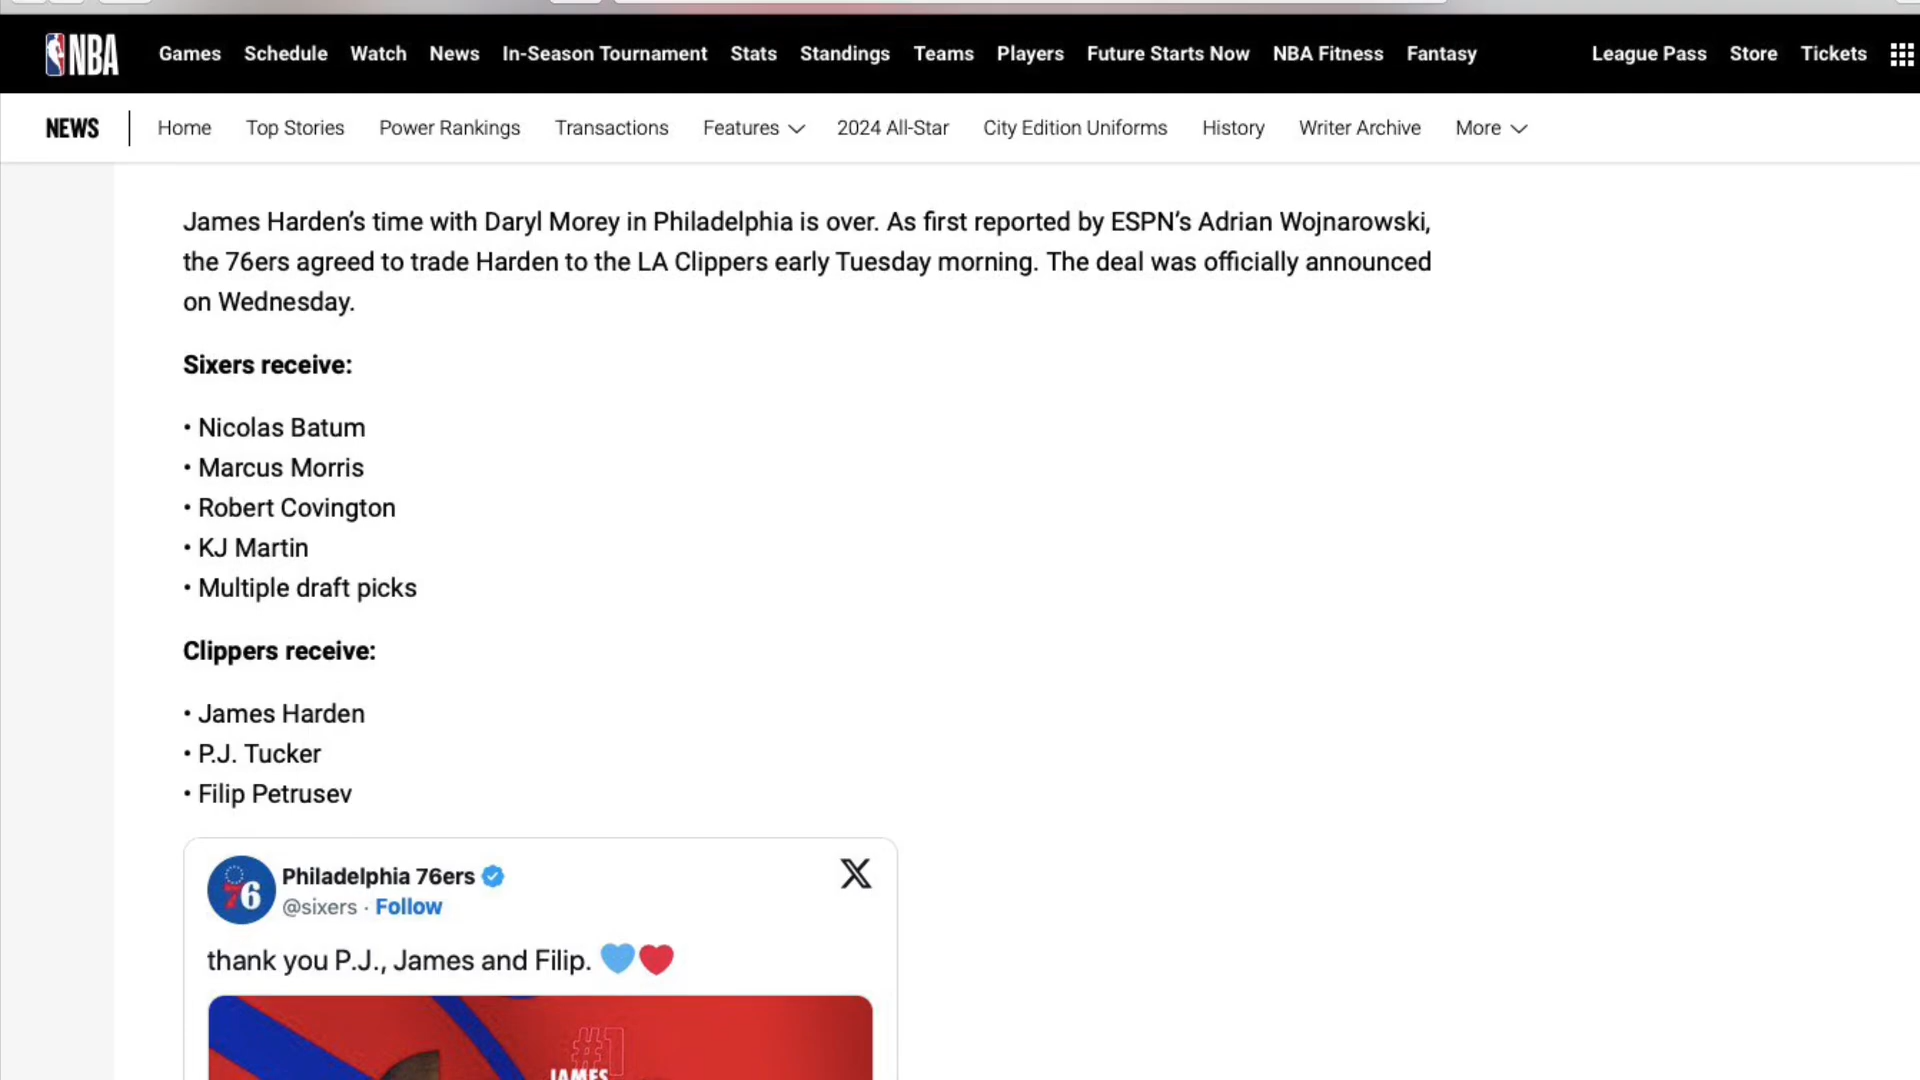 NBA Games Schedule Watch News In-Season Tournament Stats Standings Teams Players Future Starts Now NBA Fitness Fantasy League Pass Store Tickets
NEWS Home Top Stories Power Rankings Transactions Features 2024 All-Star City Edition Uniforms History Writer Archive More
James Harden’s time with Daryl Morey in Philadelphia is over. As first reported by ESPN’s Adrian Wojnarowski,
the 76ers agreed to trade Harden to the LA Clippers early Tuesday morning. The deal was officially announced
on Wednesday.
Sixers receive:
• Nicolas Batum
• Marcus Morris
• Robert Covington
• KJ Martin
• Multiple draft picks
Clippers receive:
• James Harden
• P.J. Tucker
• Filip Petrusev
76 Philadelphia 76ers X
@sixers · Follow
thank you P.J., James and Filip. 🩵❤️
#1
JAMES